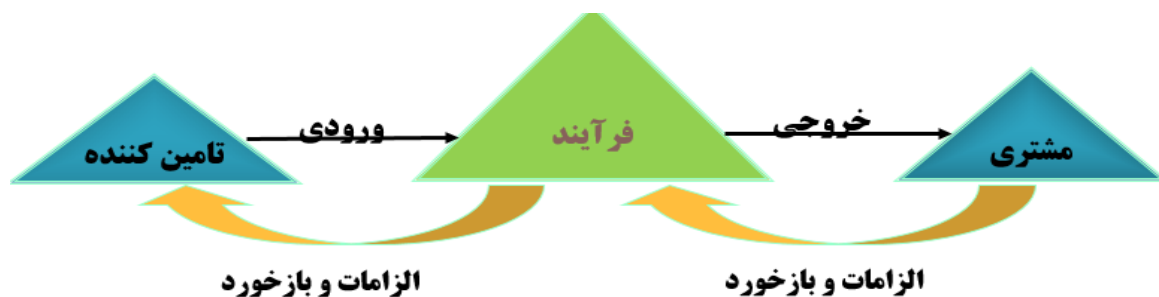 تامین کننده
ورودی
فرآیند
خروجی
مشتری
الزامات و بازخورد
الزامات و بازخورد